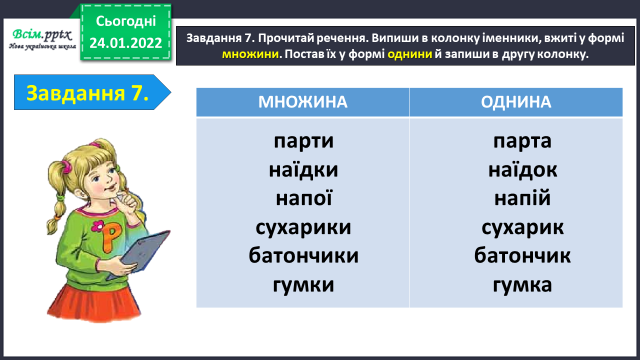 Всім.pptx
Нова українська школа
Сьогодні
24.01.2022
Завдання 7. Прочитай речення. Випиши в колонку іменники, вжиті у формі
множини. Постав їх у формі однини й запиши в другу колонку.
Завдання 7.
МНОЖИНА ОДНИНА
парти парта
наїдки наїдок
напої напій
сухарики сухарик
батончики батончик
гумки гумка
P